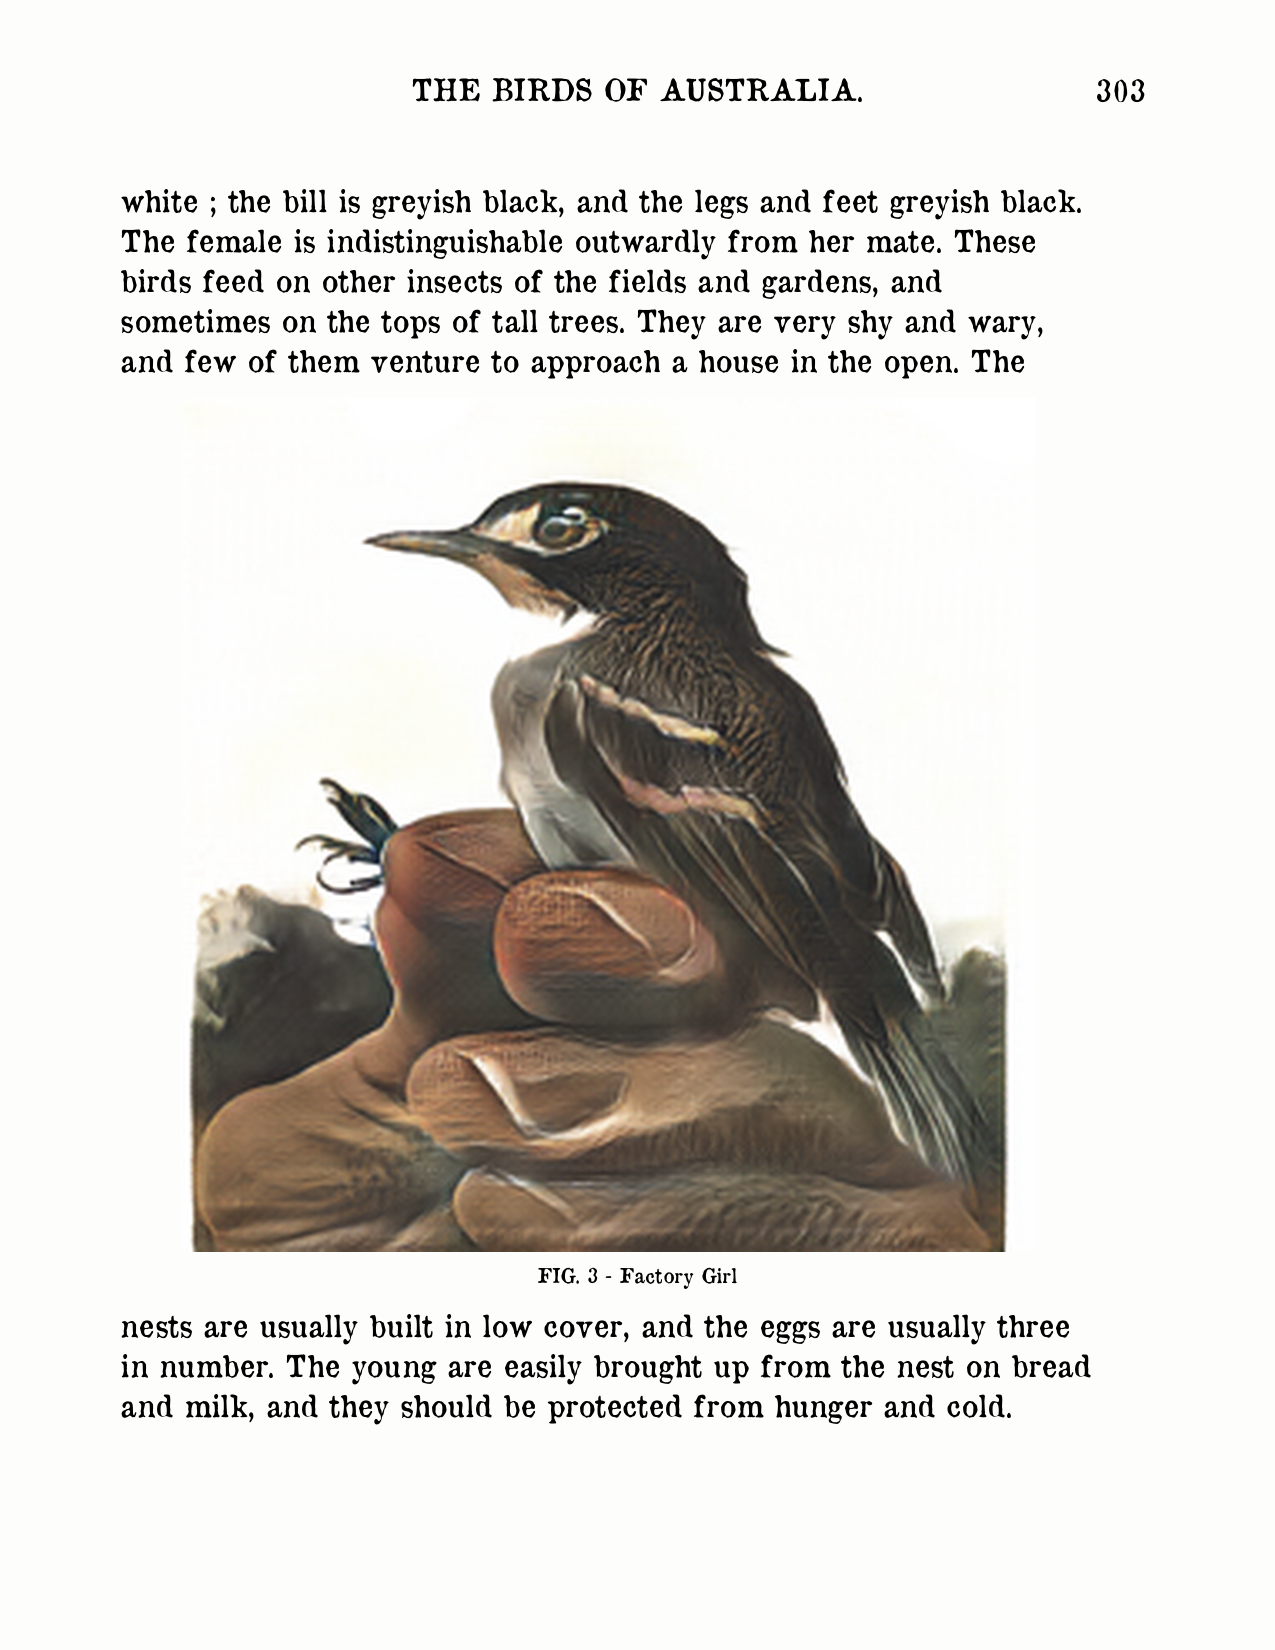 THE BIRDS OF AUSTRALIA. 303
white ; the bill is greyish black, and the legs and feet greyish black.
The female is indistinguishable outwardly from her mate. These
birds feed on other insects of the fields and gardens, and
sometimes on the tops of tall trees. They are very shy and wary,
and few of them venture to approach a house in the open. The
FIG. 3 - Factory Girl
nests are usually built in low cover, and the eggs are usually three
in number. The young are easily brought up from the nest on bread
and milk, and they should be protected from hunger and cold.